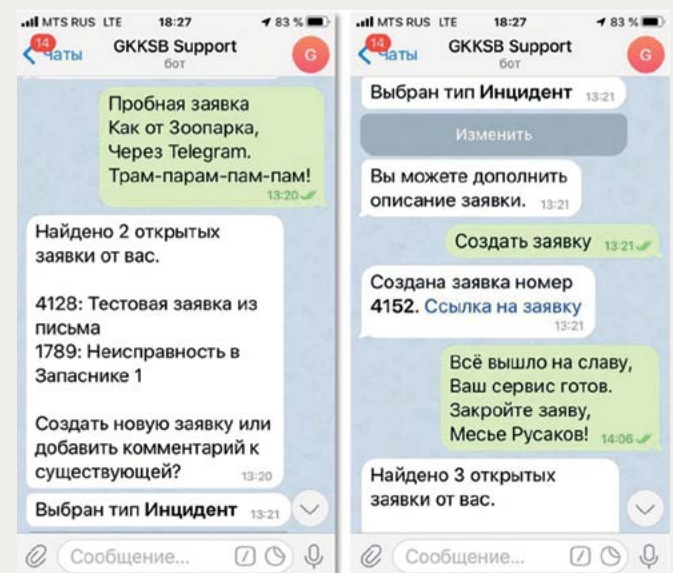 MTS RUS LTE 18:27 83 %
14
Чаты
GKKSB Support
бот
G
Пробная заявка
Как от Зоопарка,
Через Telegram.
Трам-парам-пам-пам!
13:20
Найдено 2 открытых
заявки от вас.
4128: Тестовая заявка из
письма
1789: Неисправность в
Запаснике 1
Создать новую заявку или
добавить комментарий к
существующей?
13:20
Выбран тип Инцидент 13:21
Сообщение...
MTS RUS LTE 18:27 83 %
14
Чаты
GKKSB Support
бот
G
Выбран тип Инцидент 13:21
Изменить
Вы можете дополнить
описание заявки. 13:21
Создать заявку 13:21
Создана заявка номер
4152. Ссылка на заявку
13:21
Всё вышло на славу,
Ваш сервис готов.
Закройте заяву,
Месье Русаков! 14:06
Найдено 3 открытых
заявки от вас.
Сообщение...